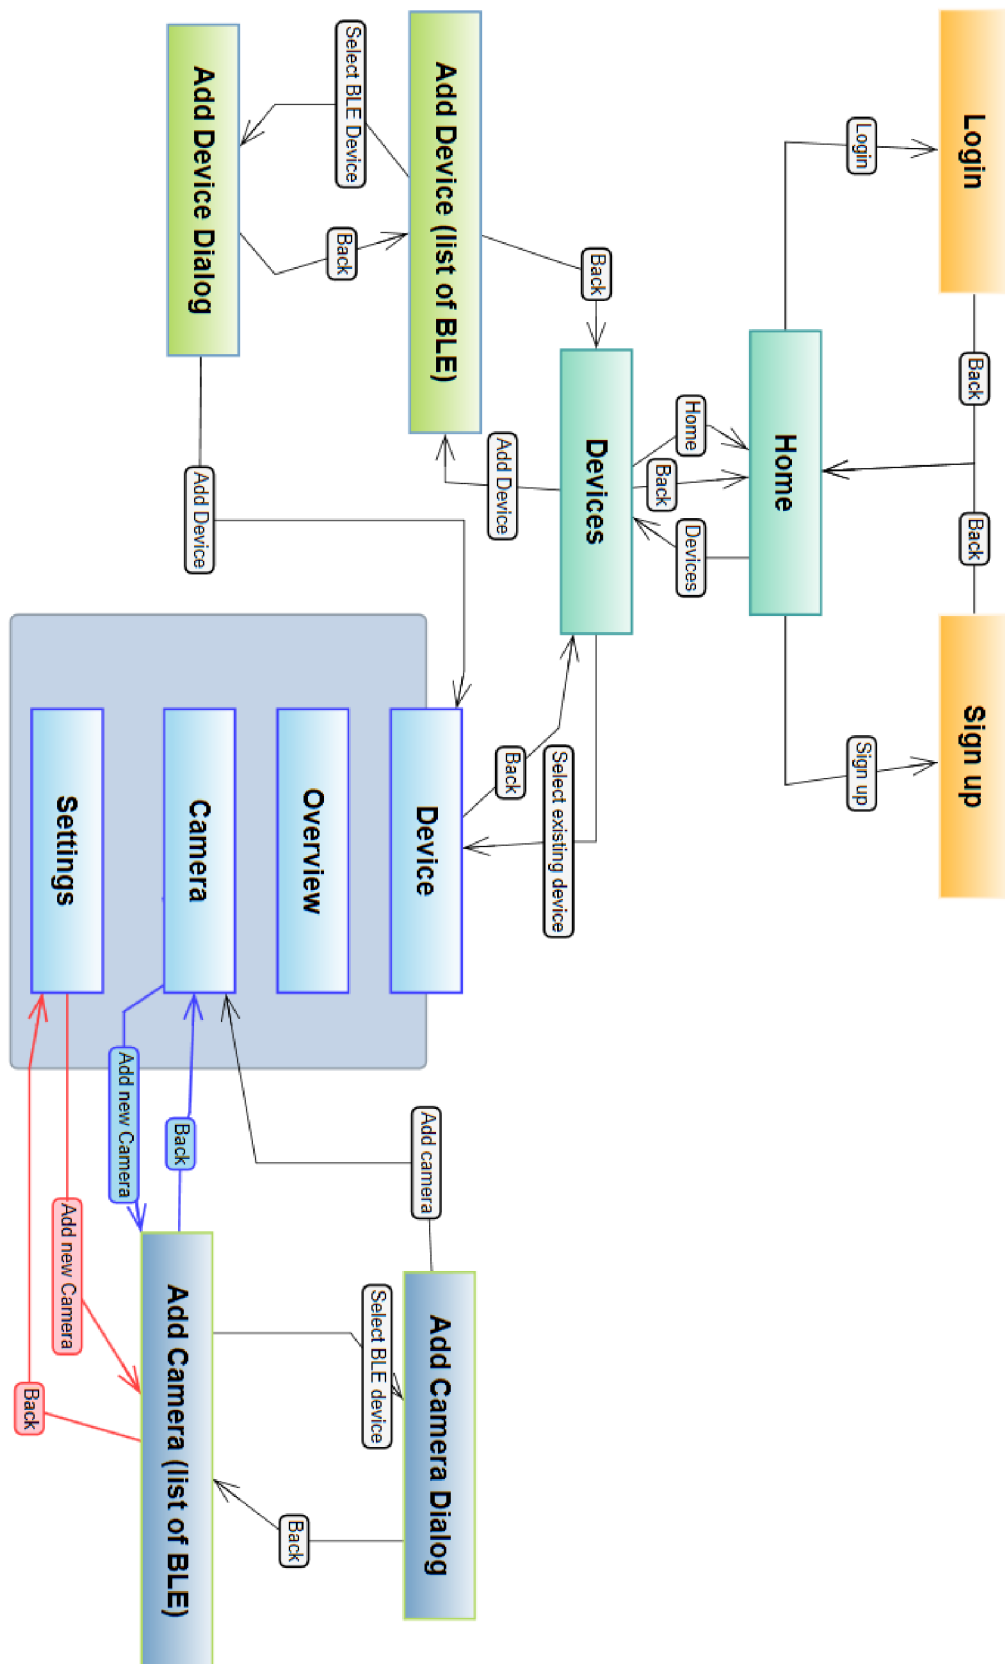 Login
Back
Back
Sign up
Login
Sign up
Home
Home
Back
Devices
Devices
Back
Add Device
Select existing device
Back
Add Device (list of BLE)
Select BLE Device
Back
Add Device Dialog
Add Device
Device
Overview
Camera
Settings
Add camera
Add Camera Dialog
Select BLE device
Back
Back
Add new Camera
Add Camera (list of BLE)
Add new Camera
Back